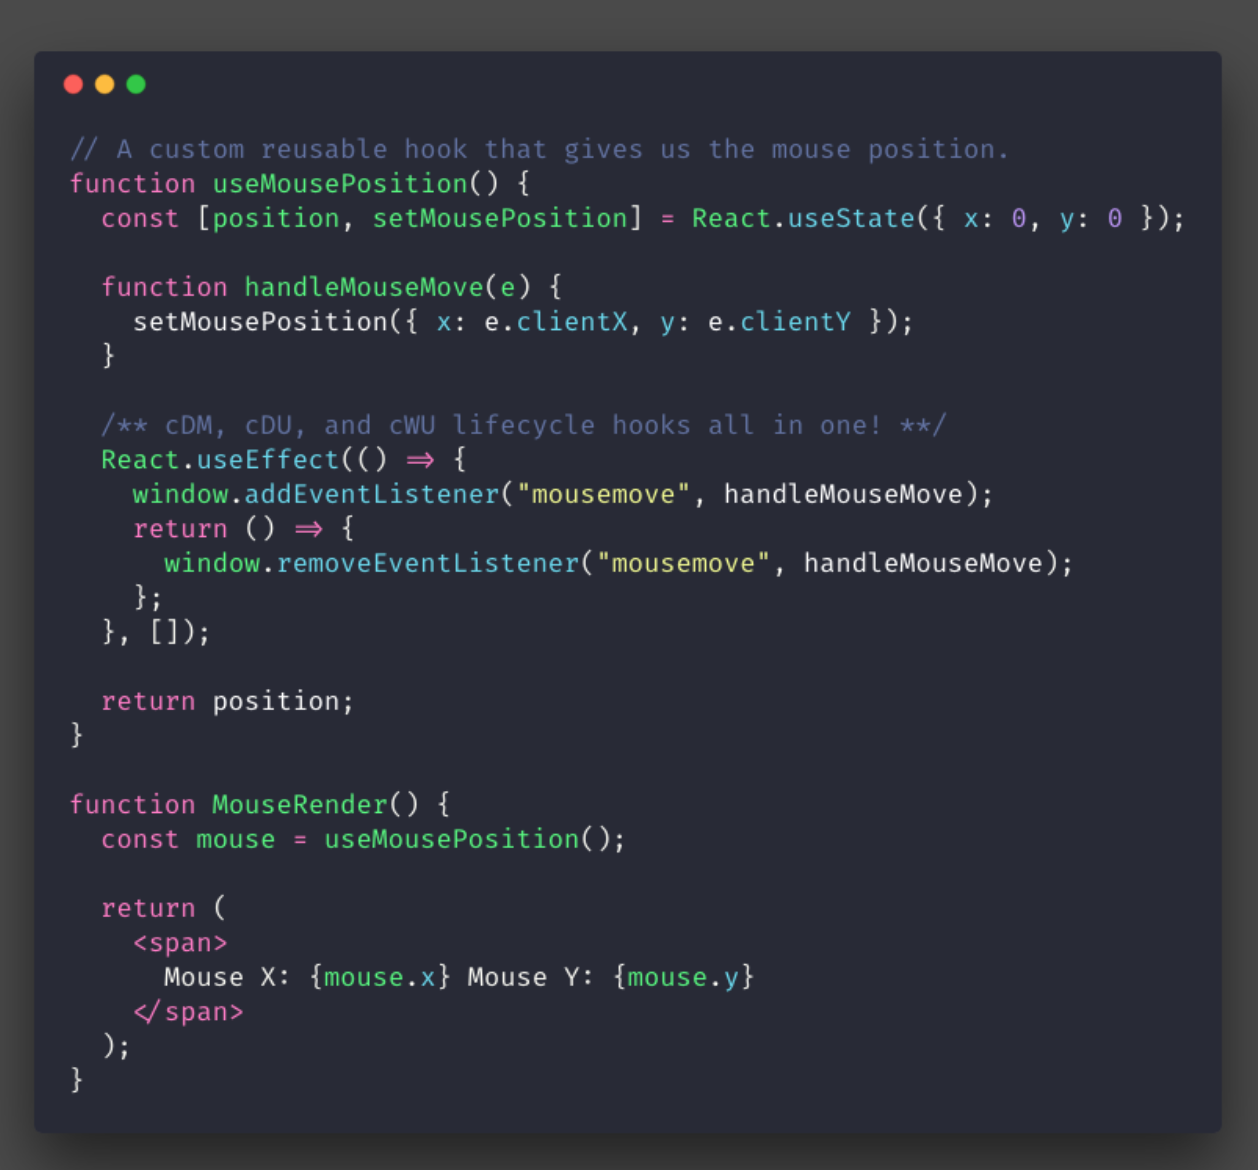 // A custom reusable hook that gives us the mouse position.
function useMousePosition() {
  const [position, setMousePosition] = React.useState({ x: 0, y: 0 });

  function handleMouseMove(e) {
    setMousePosition({ x: e.clientX, y: e.clientY });
  }

  /** cDM, cDU, and cWU lifecycle hooks all in one! **/
  React.useEffect(() => {
    window.addEventListener("mousemove", handleMouseMove);
    return () => {
      window.removeEventListener("mousemove", handleMouseMove);
    };
  }, []);

  return position;
}

function MouseRender() {
  const mouse = useMousePosition();

  return (
    <span>
      Mouse X: {mouse.x} Mouse Y: {mouse.y}
    </span>
  );
}